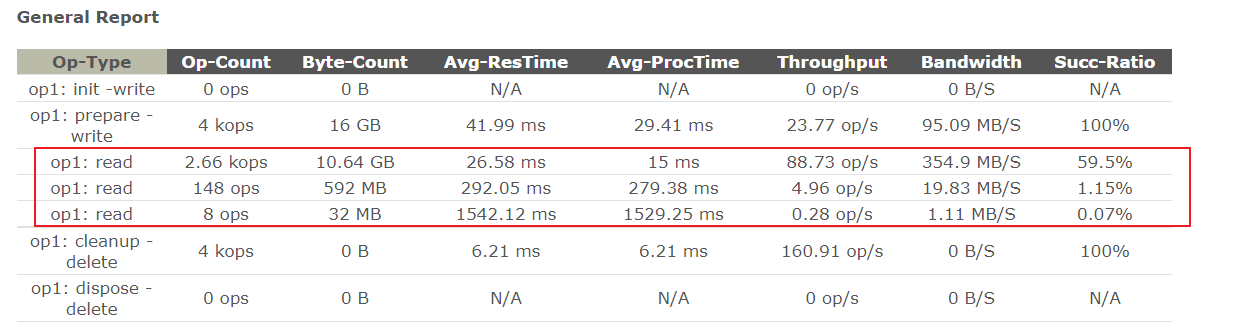 General Report
Op-Type Op-Count Byte-Count Avg-ResTime Avg-ProcTime Throughput Bandwidth Succ-Ratio
op1: init -write 0 ops 0 B N/A N/A 0 op/s 0 B/S N/A
op1: prepare -
write 4 kops 16 GB 41.99 ms 29.41 ms 23.77 op/s 95.09 MB/S 100%
op1: read 2.66 kops 10.64 GB 26.58 ms 15 ms 88.73 op/s 354.9 MB/S 59.5%
op1: read 148 ops 592 MB 292.05 ms 279.38 ms 4.96 op/s 19.83 MB/S 1.15%
op1: read 8 ops 32 MB 1542.12 ms 1529.25 ms 0.28 op/s 1.11 MB/S 0.07%
op1: cleanup -
delete 4 kops 0 B 6.21 ms 6.21 ms 160.91 op/s 0 B/S 100%
op1: dispose -
delete 0 ops 0 B N/A N/A 0 op/s 0 B/S N/A